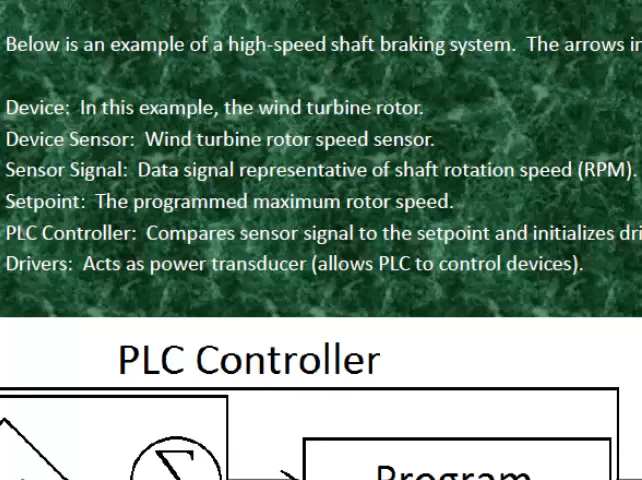 Below is an example of a high-speed shaft braking system. The arrows
Device: In this example, the wind turbine rotor.
Device Sensor: Wind turbine rotor speed sensor.
Sensor Signal: Data signal representative of shaft rotation speed (RPM).
Setpoint: The programmed maximum rotor speed.
PLC Controller: Compares sensor signal to the setpoint and initializes
Drivers: Acts as power transducer (allows PLC to control devices).
PLC Controller
Σ
Program